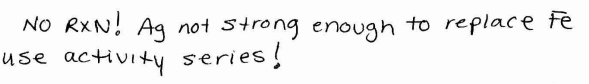 NO RXN! Ag not strong enough to replace Fe
use activity series!